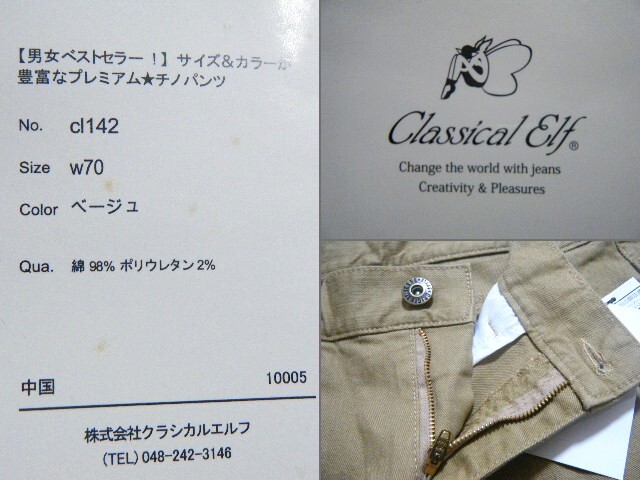 【男女ベストセラー！】サイズ&カラーが
豊富なプレミアム★チノパンツ
No. cl142
Size w70
Color ベージュ
Qua. 綿 98% ポリウレタン 2%
中国 10005
株式会社クラシカルエルフ
(TEL) 048-242-3146
Classical Elf®
Change the world with jeans
Creativity & Pleasures